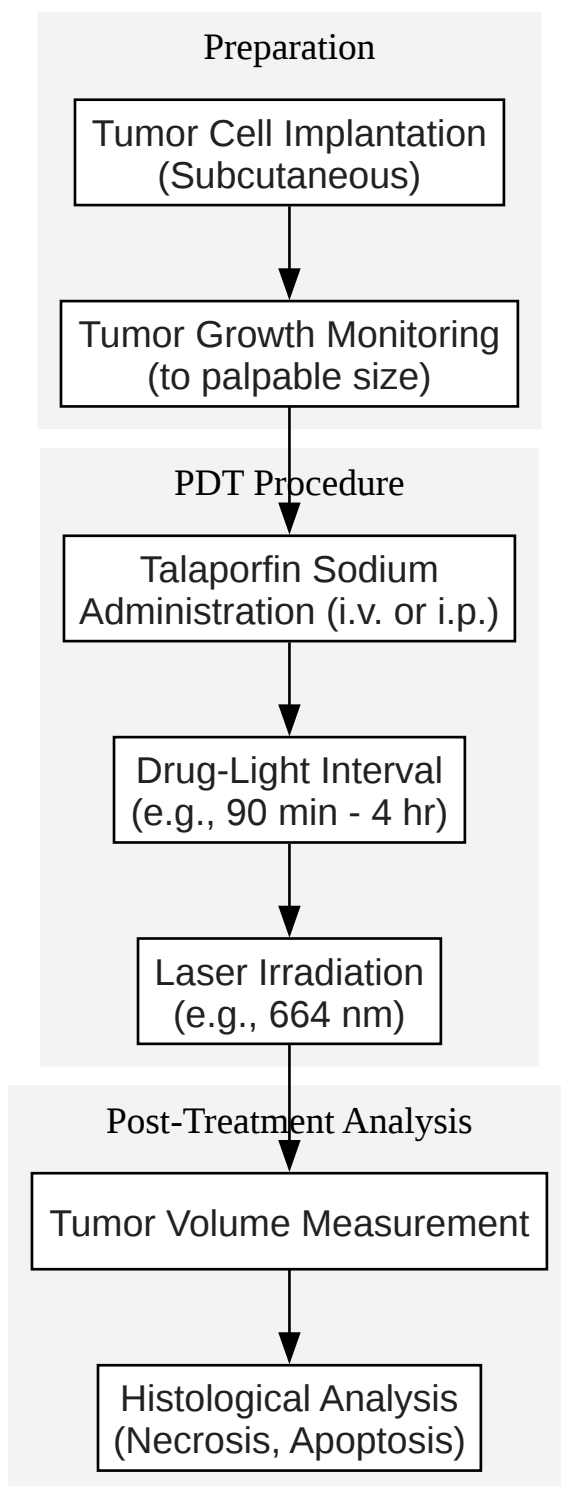 Preparation
Tumor Cell Implantation
(Subcutaneous)
Tumor Growth Monitoring
(to palpable size)
PDT Procedure
Talaporfin Sodium
Administration (i.v. or i.p.)
Drug-Light Interval
(e.g., 90 min - 4 hr)
Laser Irradiation
(e.g., 664 nm)
Post-Treatment Analysis
Tumor Volume Measurement
Histological Analysis
(Necrosis, Apoptosis)